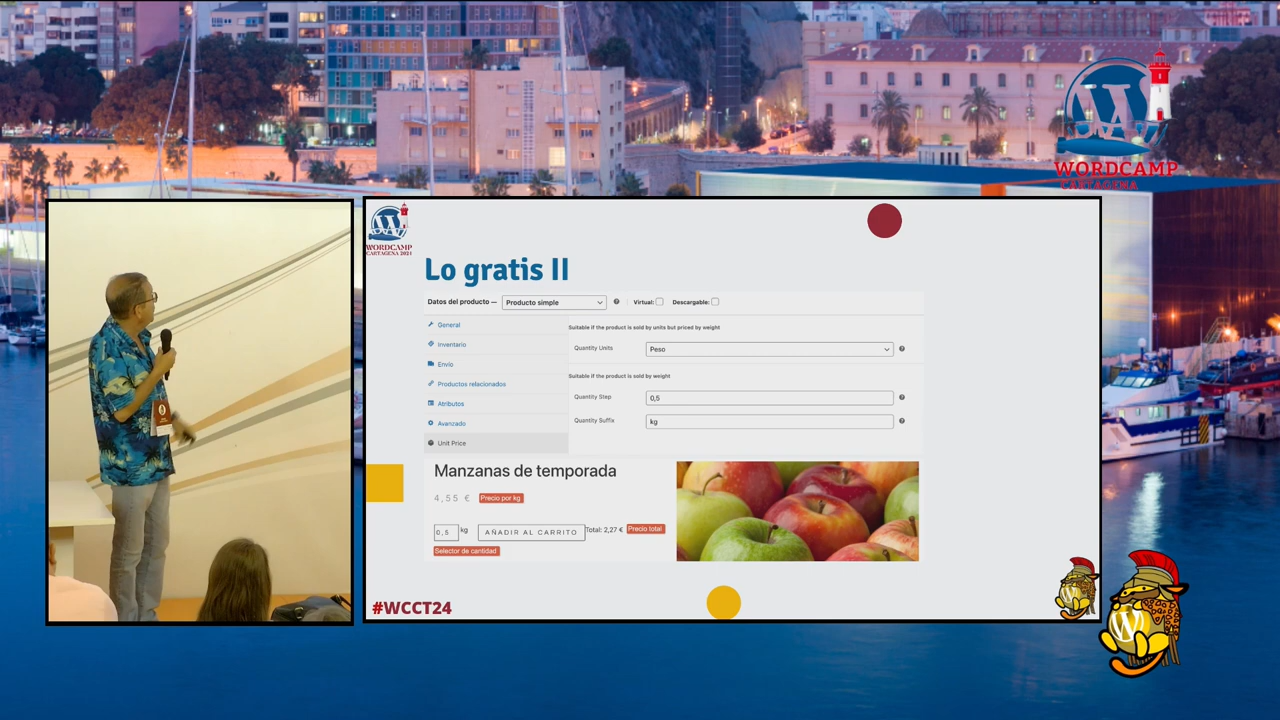 WORDCAMP
CARTAGENA
WORDCAMP
CARTAGENA 2024
Lo gratis II
Datos del producto — Producto simple Virtual: Descargable:
General
Inventario
Envío
Productos relacionados
Atributos
Avanzado
Unit Price
Suitable if the product is sold by units but priced by weight
Quantity Units Peso
Suitable if the product is sold by weight
Quantity Step 0,5
Quantity Suffix kg
Manzanas de temporada
4,55 € Precio por kg
0,5 kg AÑADIR AL CARRITO Total: 2,27 € Precio total
Selector de cantidad
#WCCT24